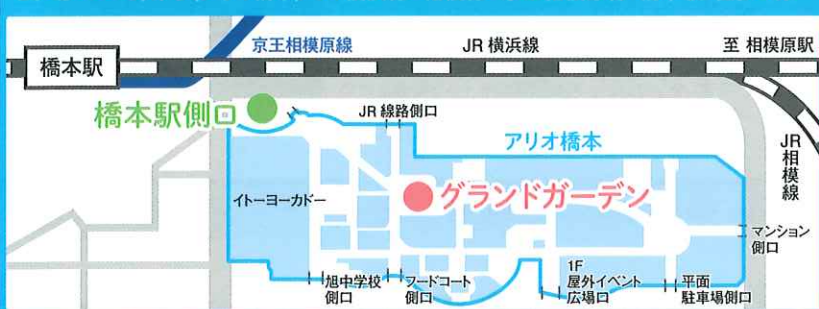 京王相模原線
JR 横浜線
至 相模原駅
橋本駅
橋本駅側口
JR 線路側口
アリオ橋本
JR相模線
イトーヨーカドー
グランドガーデン
マンション
側口
旭中学校
側口
フードコート
側口
1F
屋外イベント
広場口
平面
駐車場側口